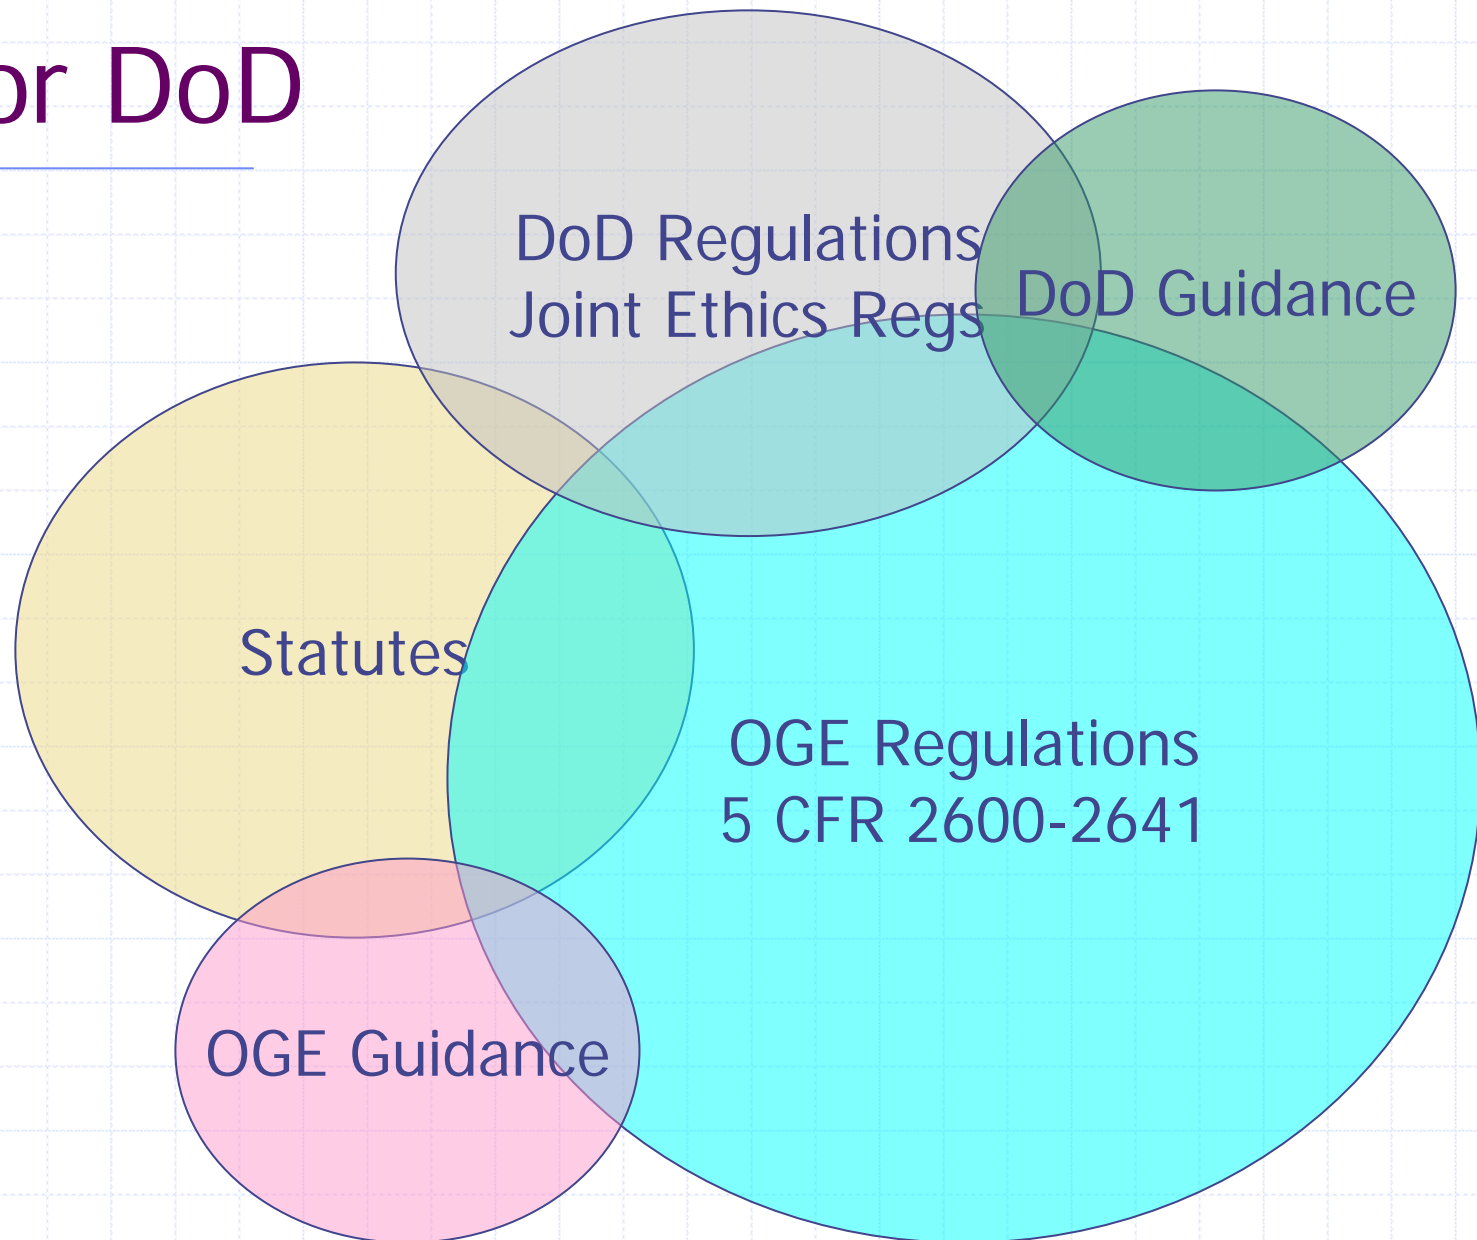 or DoD
DoD Regulations
Joint Ethics Regs
DoD Guidance
Statutes
OGE Regulations
5 CFR 2600-2641
OGE Guidance